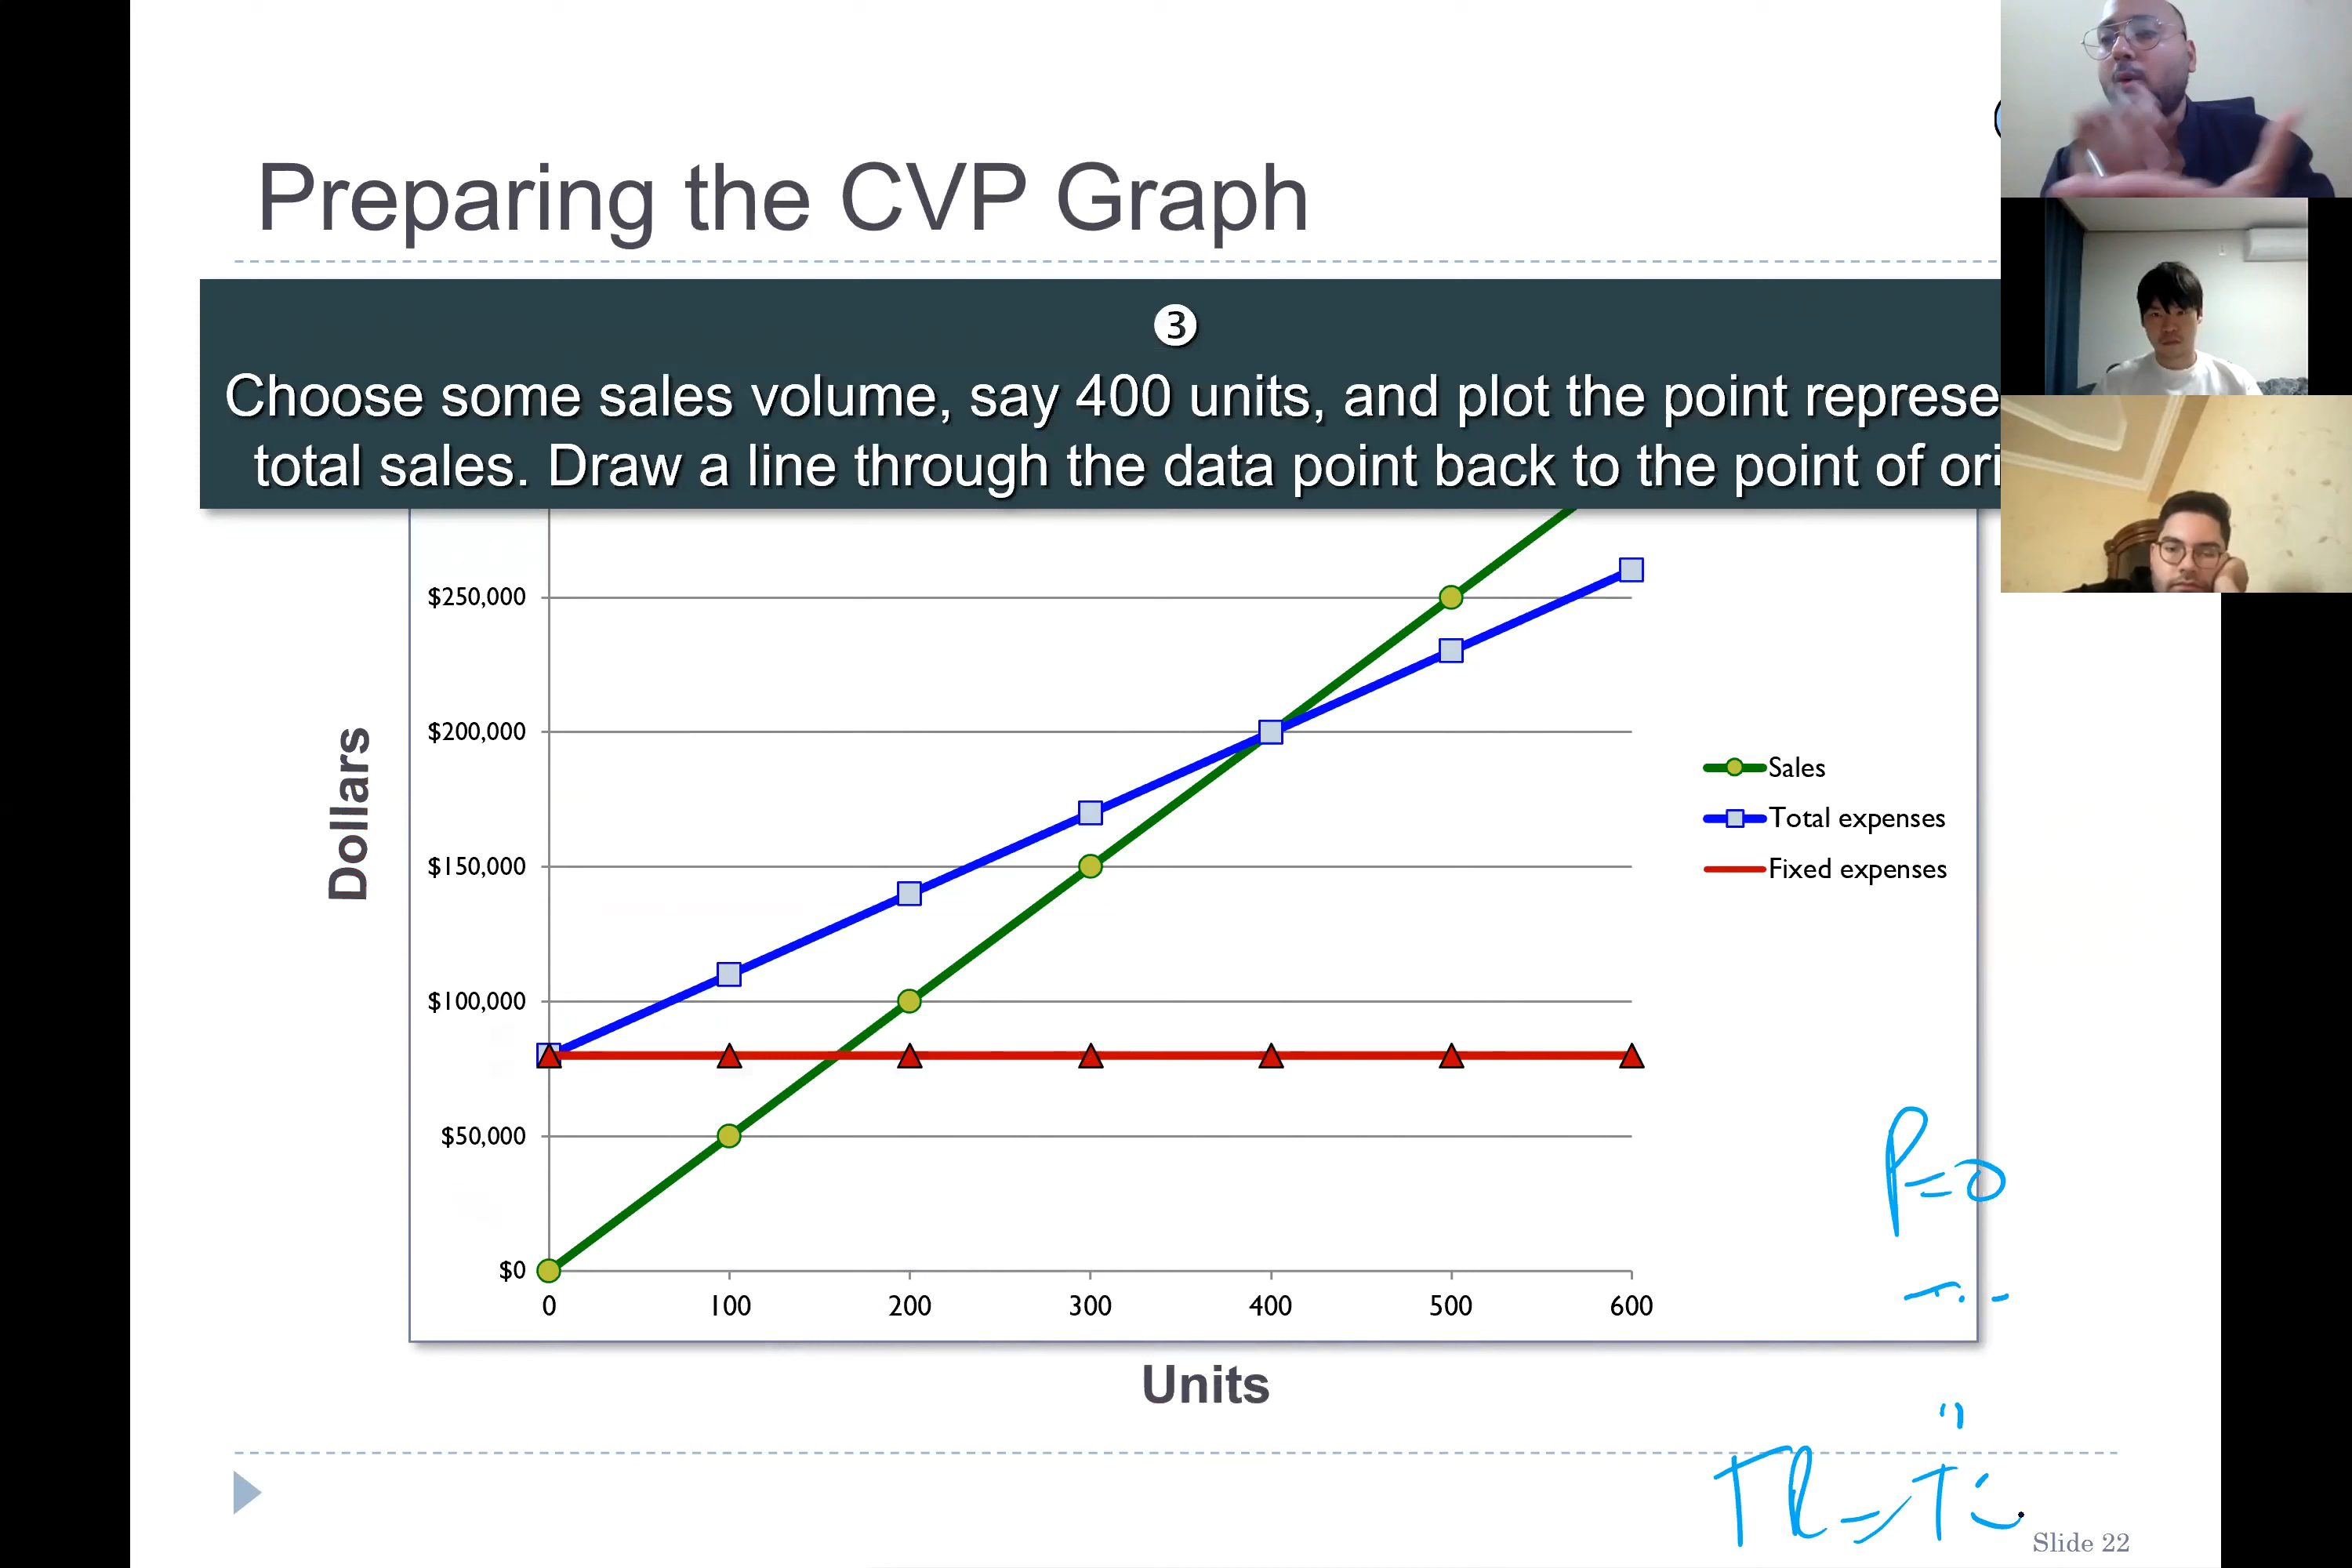 Preparing the CVP Graph
❸
Choose some sales volume, say 400 units, and plot the point represe
total sales. Draw a line through the data point back to the point of ori
$250,000
$200,000
$150,000
$100,000
$50,000
$0
Dollars
0 100 200 300 400 500 600
Units
Sales
Total expenses
Fixed expenses
P=0
TR=
Slide 22